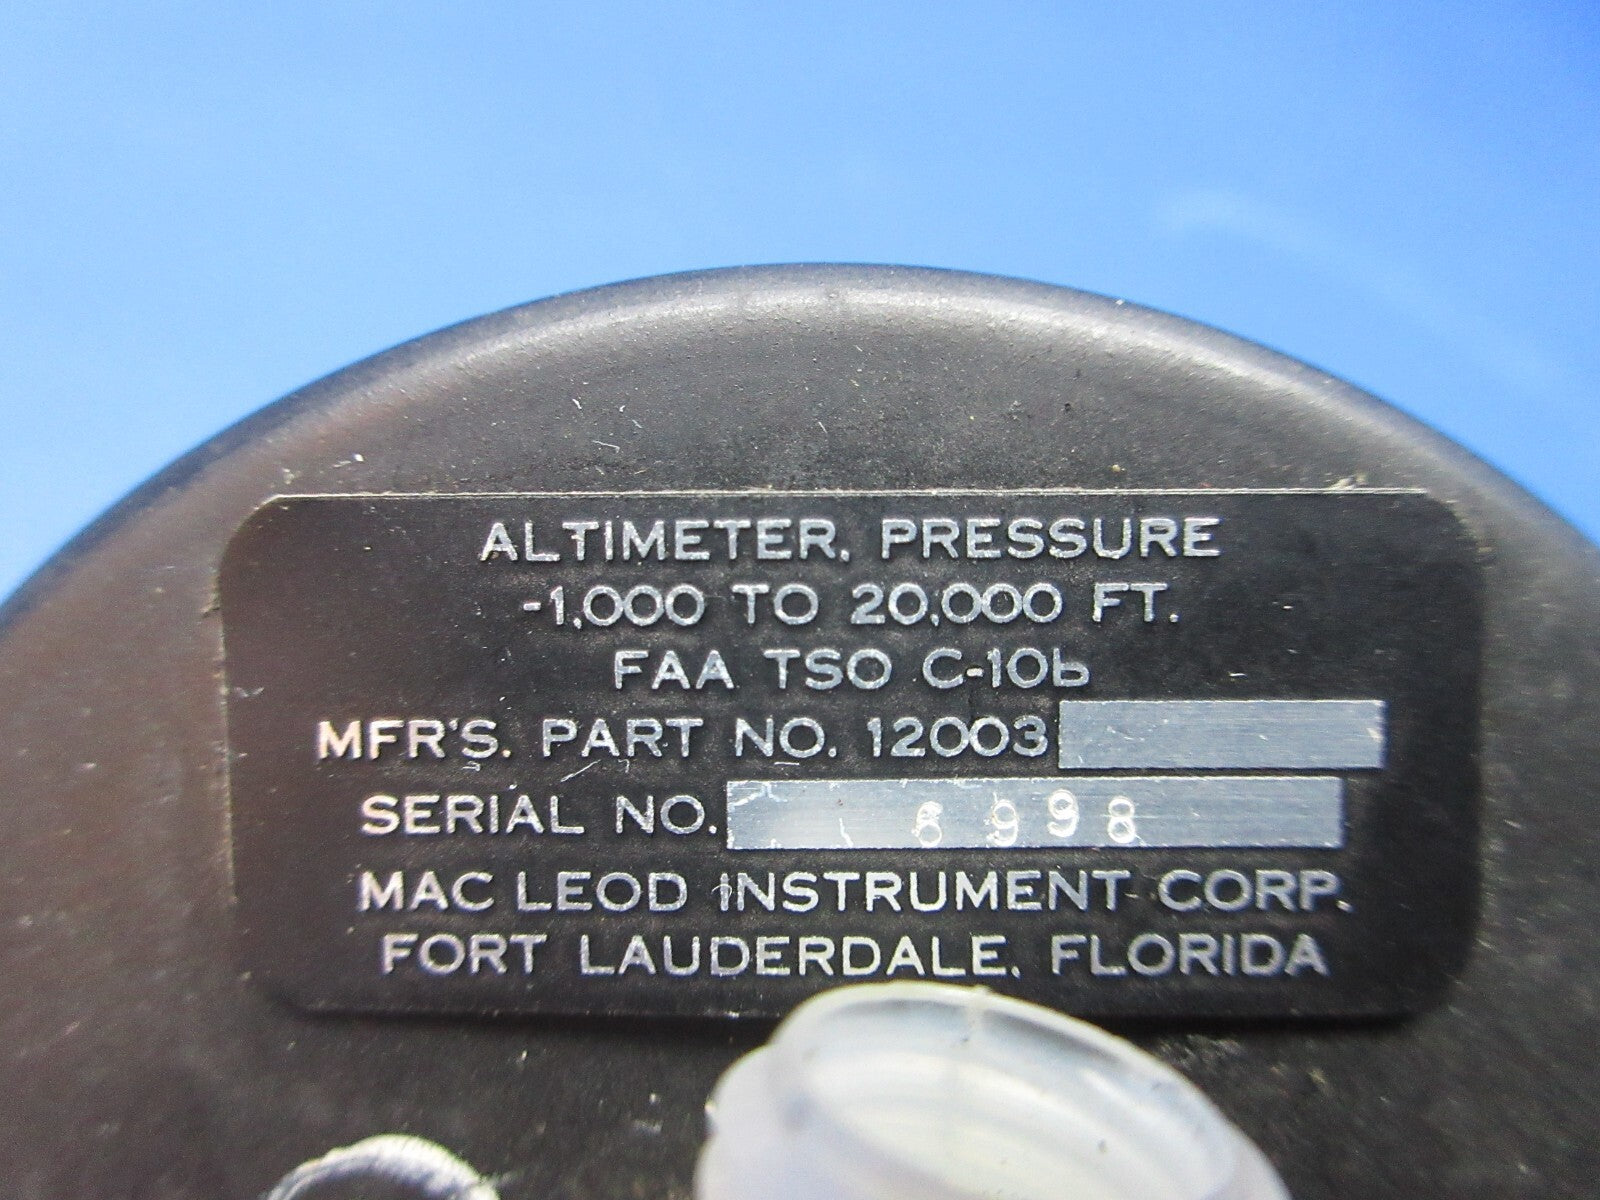 ALTIMETER, PRESSURE
-1,000 TO 20,000 FT.
FAA TSO C-10b
MFR'S. PART NO. 12003
SERIAL NO. 6998
MAC LEOD INSTRUMENT CORP.
FORT LAUDERDALE, FLORIDA